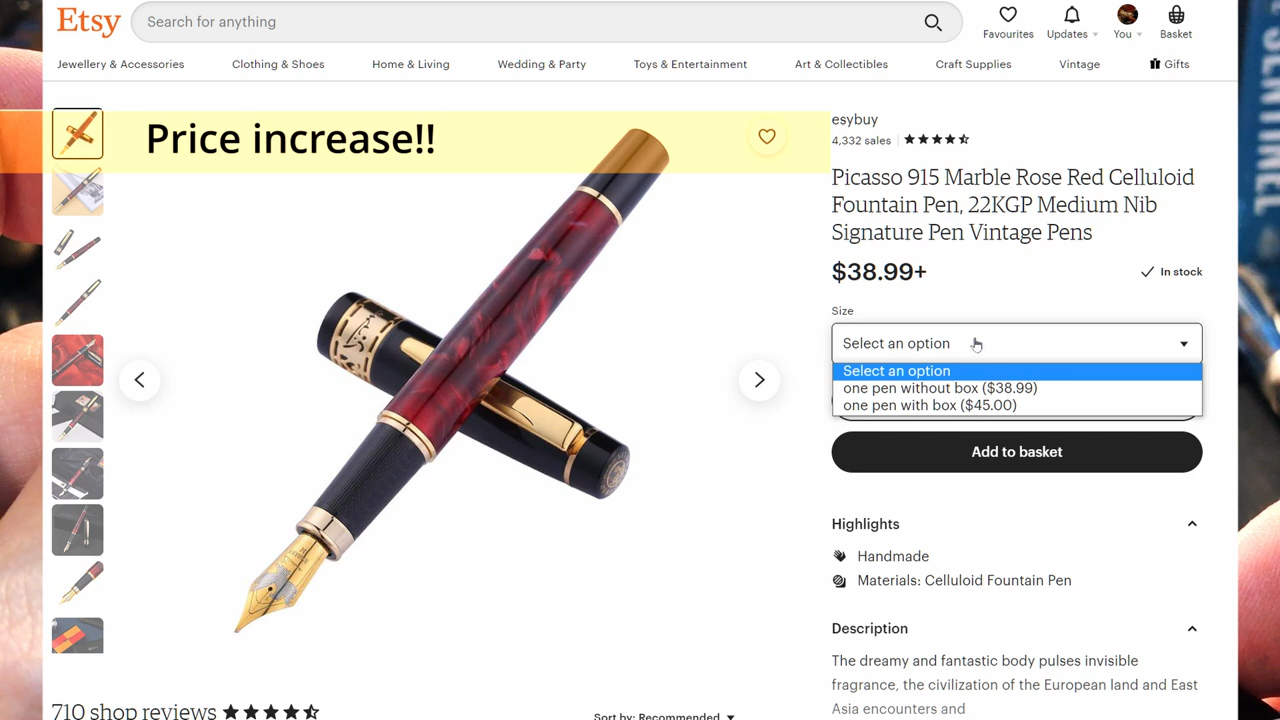 Etsy
Search for anything
Favourites
Updates
You
Basket
Jewellery & Accessories
Clothing & Shoes
Home & Living
Wedding & Party
Toys & Entertainment
Art & Collectibles
Craft Supplies
Vintage
Gifts
Price increase!!
esybuy
4,332 sales
Picasso 915 Marble Rose Red Celluloid
Fountain Pen, 22KGP Medium Nib
Signature Pen Vintage Pens
$38.99+
In stock
Size
Select an option
Select an option
one pen without box ($38.99)
one pen with box ($45.00)
Add to basket
Highlights
Handmade
Materials: Celluloid Fountain Pen
Description
The dreamy and fantastic body pulses invisible
fragrance, the civilization of the European land and East
Asia encounters and
710 shop reviews
Sort by: Recommended